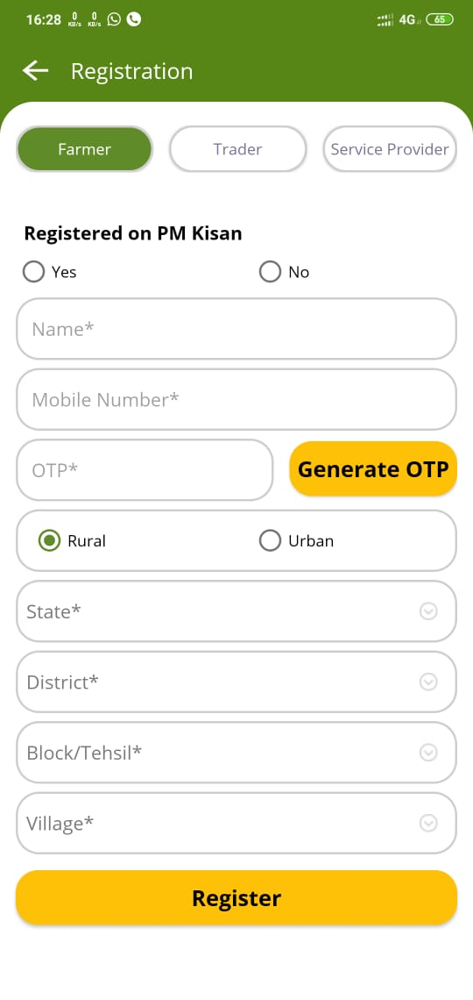 16:28 0 KB/s 0 KB/s 4G 65
Registration
Farmer Trader Service Provider
Registered on PM Kisan
Yes No
Name*
Mobile Number*
OTP* Generate OTP
Rural Urban
State*
District*
Block/Tehsil*
Village*
Register